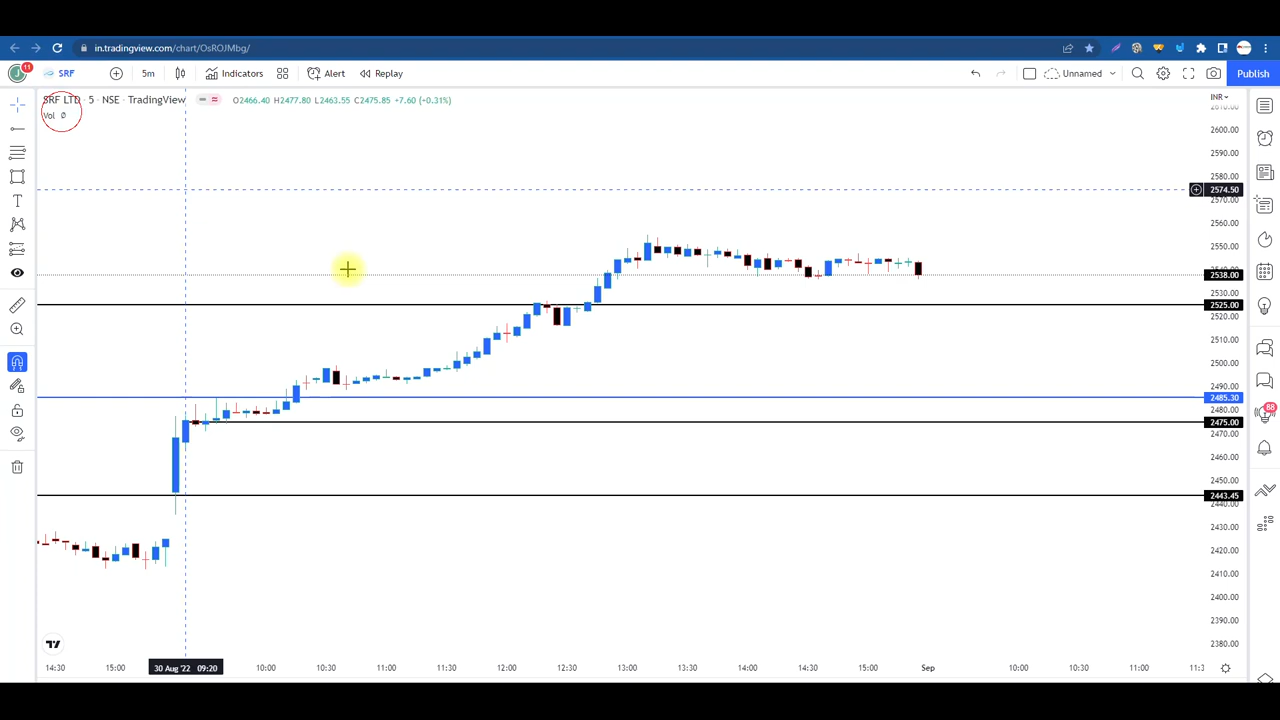 in.tradingview.com/chart/OsROJMbg/
11
SRF
5m
Indicators
Alert
Replay
Unnamed
Publish
SRF LTD · 5 · NSE · TradingView
O2466.40 H2477.80 L2463.55 C2475.85 +7.60 (+0.31%)
Vol
INR
2610.00
2600.00
2590.00
2580.00
2574.50
2570.00
2560.00
2550.00
2538.00
2530.00
2525.00
2520.00
2510.00
2500.00
2490.00
2485.30
2480.00
2475.00
2470.00
2460.00
2450.00
2443.45
2440.00
2430.00
2420.00
2410.00
2400.00
2390.00
2380.00
88
14:30 15:00 30 Aug '22 09:20 10:00 10:30 11:00 11:30 12:00 12:30 13:00 13:30 14:00 14:30 15:00 Sep 10:00 10:30 11:00